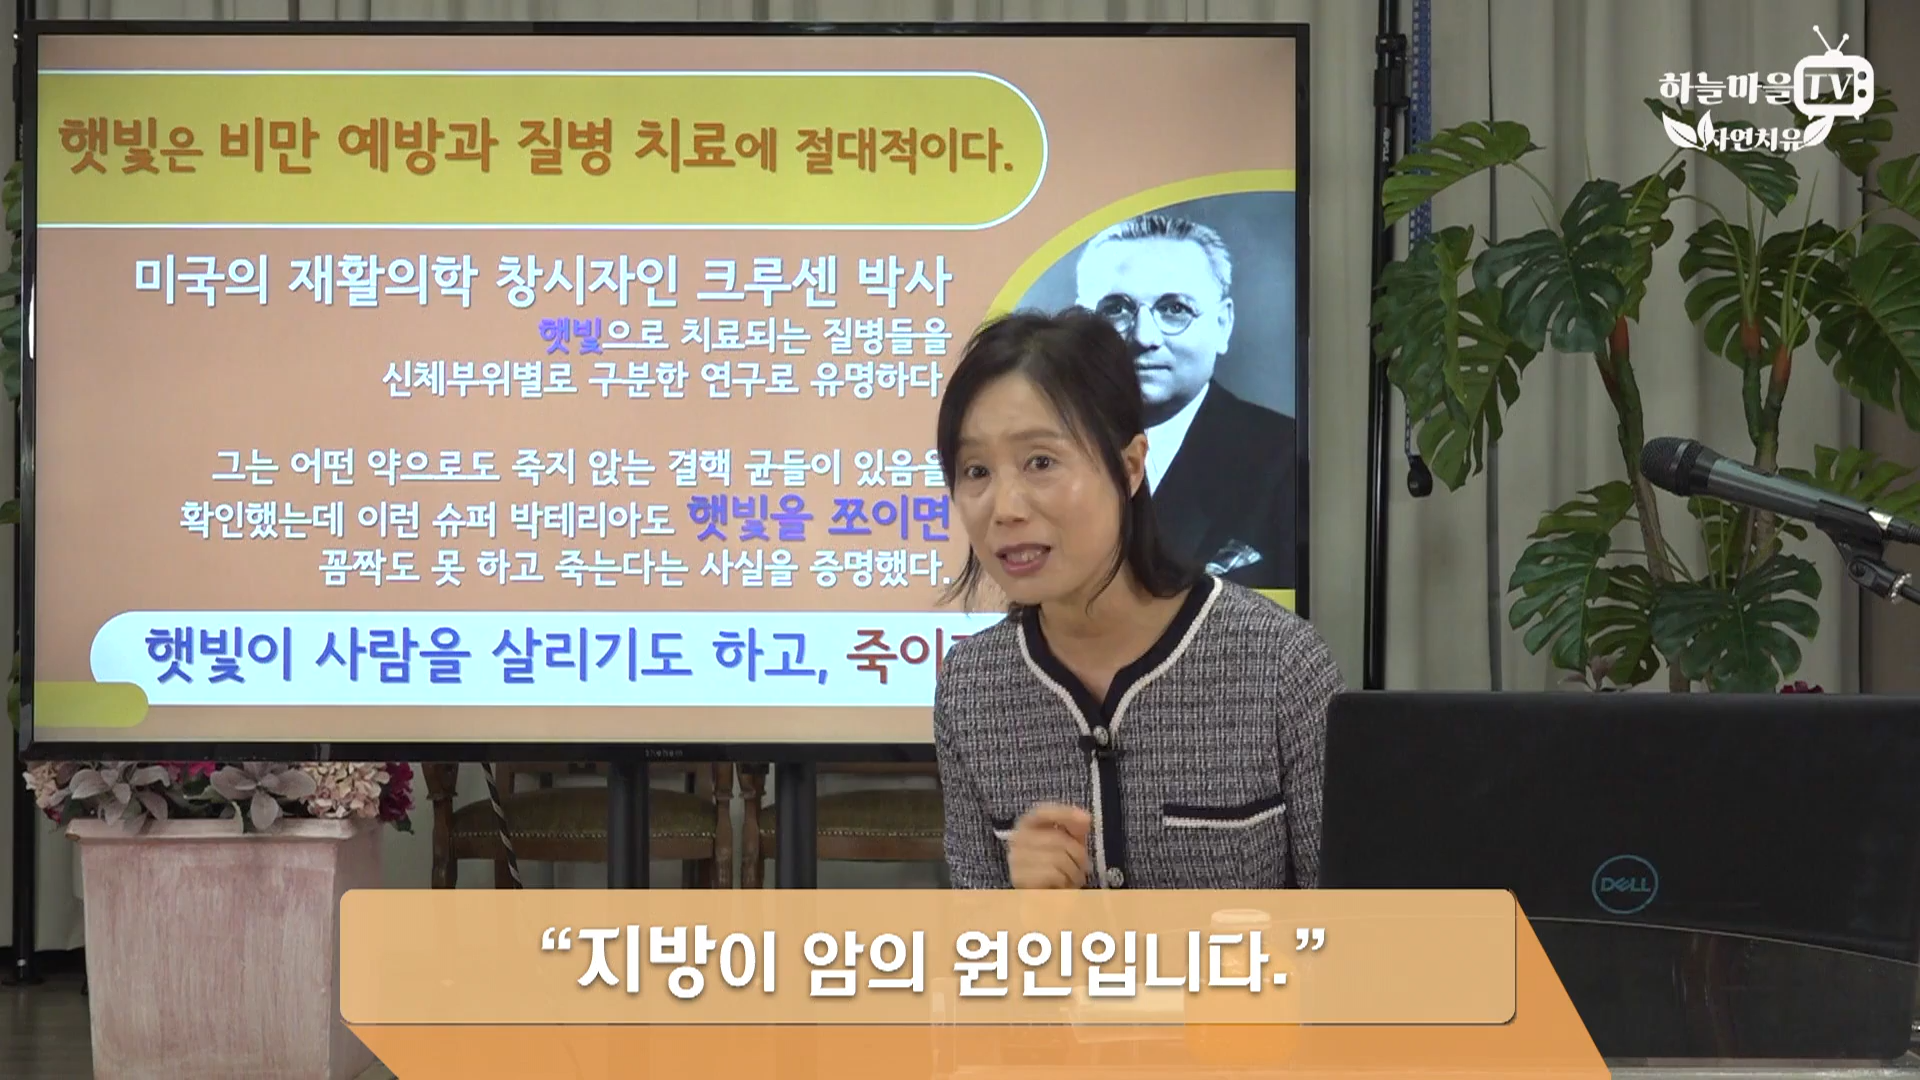 햇빛은 비만 예방과 질병 치료에 절대적이다.
미국의 재활의학 창시자인 크루센 박사
햇빛으로 치료되는 질병들을
신체부위별로 구분한 연구로 유명하다
그는 어떤 약으로도 죽지 않는 결핵 균들이 있음을
확인했는데 이런 슈퍼 박테리아도 햇빛을 쪼이면
꼼짝도 못 하고 죽는다는 사실을 증명했다.
햇빛이 사람을 살리기도 하고,
하늘마을TV
자연치유
DELL
“지방이 암의 원인입니다.”